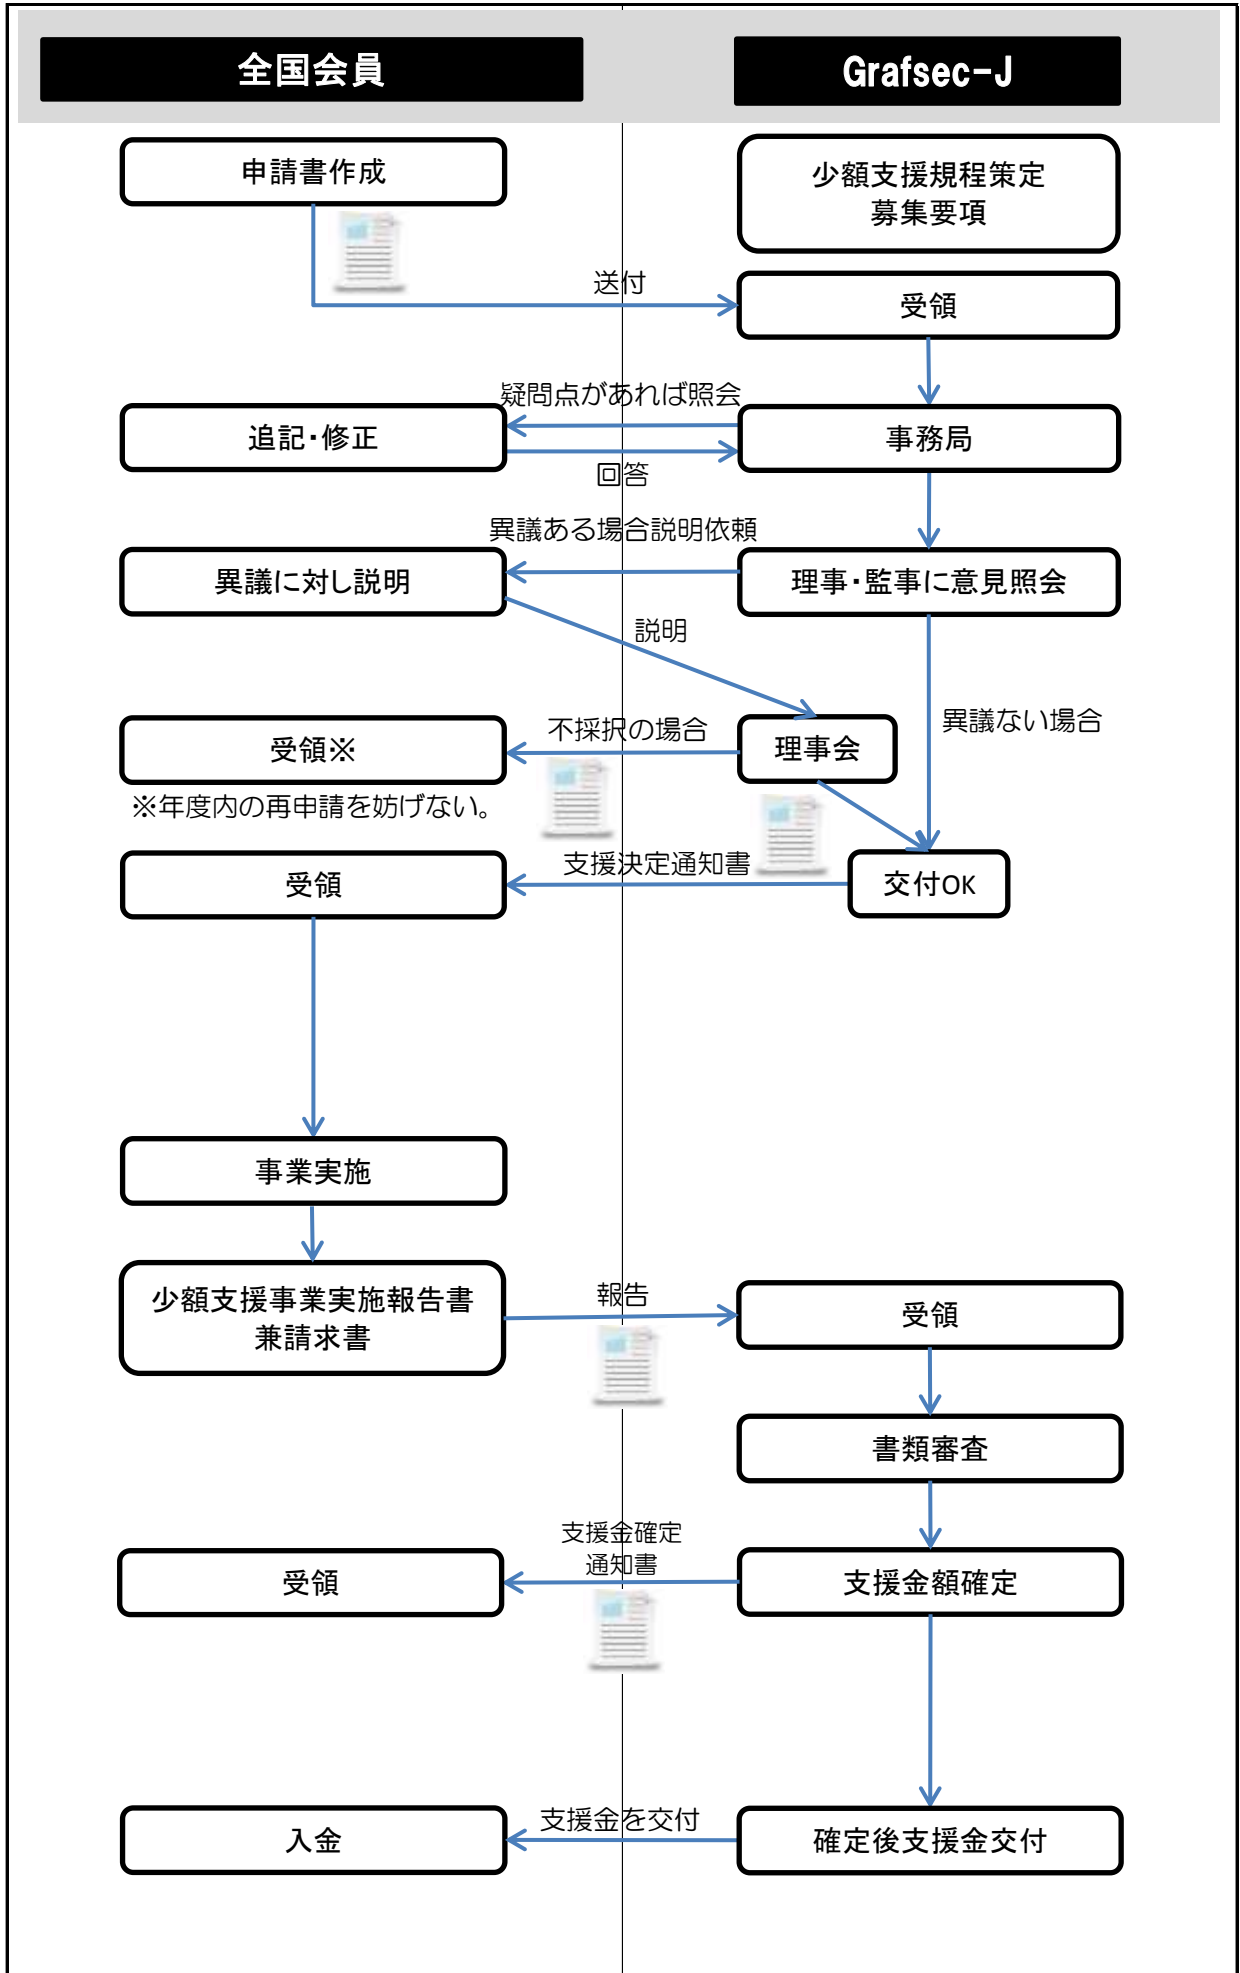 全国会員
Grafsec-J
申請書作成
少額支援規程策定
募集要項
送付
受領
疑問点があれば照会
追記・修正
事務局
回答
異議ある場合説明依頼
異議に対し説明
理事・監事に意見照会
説明
異議ない場合
不採択の場合
受領※
理事会
※年度内の再申請を妨げない。
支援決定通知書
受領
交付OK
事業実施
少額支援事業実施報告書
兼請求書
報告
受領
書類審査
支援金確定
通知書
受領
支援金額確定
支援金を交付
入金
確定後支援金交付